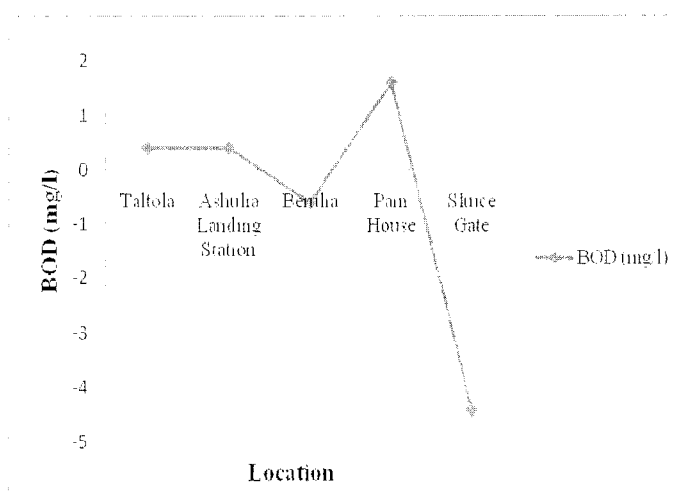 2
1
0
-1
-2
-3
-4
-5
BOD (mg/l)
Taltola
Ashulia
Landing
Station
Pam
House
Sluice
Gate
BOD (mg/l)
Location